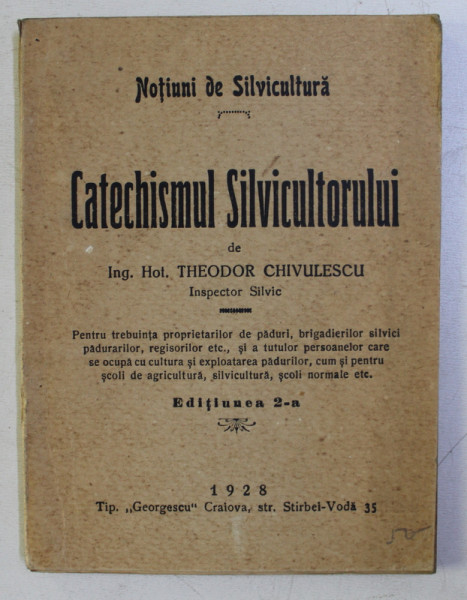 Noțiuni de Silvicultură
Catechismul Silvicultorului
de
Ing. Hot. THEODOR CHIVULESCU
Inspector Silvic
Pentru trebuința proprietarilor de păduri, brigadierilor silvici
pădurarilor, regisorilor etc., și a tutulor persoanelor care
se ocupă cu cultura și exploatarea pădurilor, cum și pentru
școli de agricultură, silvicultură, școli normale etc.
Edițiunea 2-a
1928
Tip. „Georgescu" Craiova, str. Stirbei-Vodă 35
50